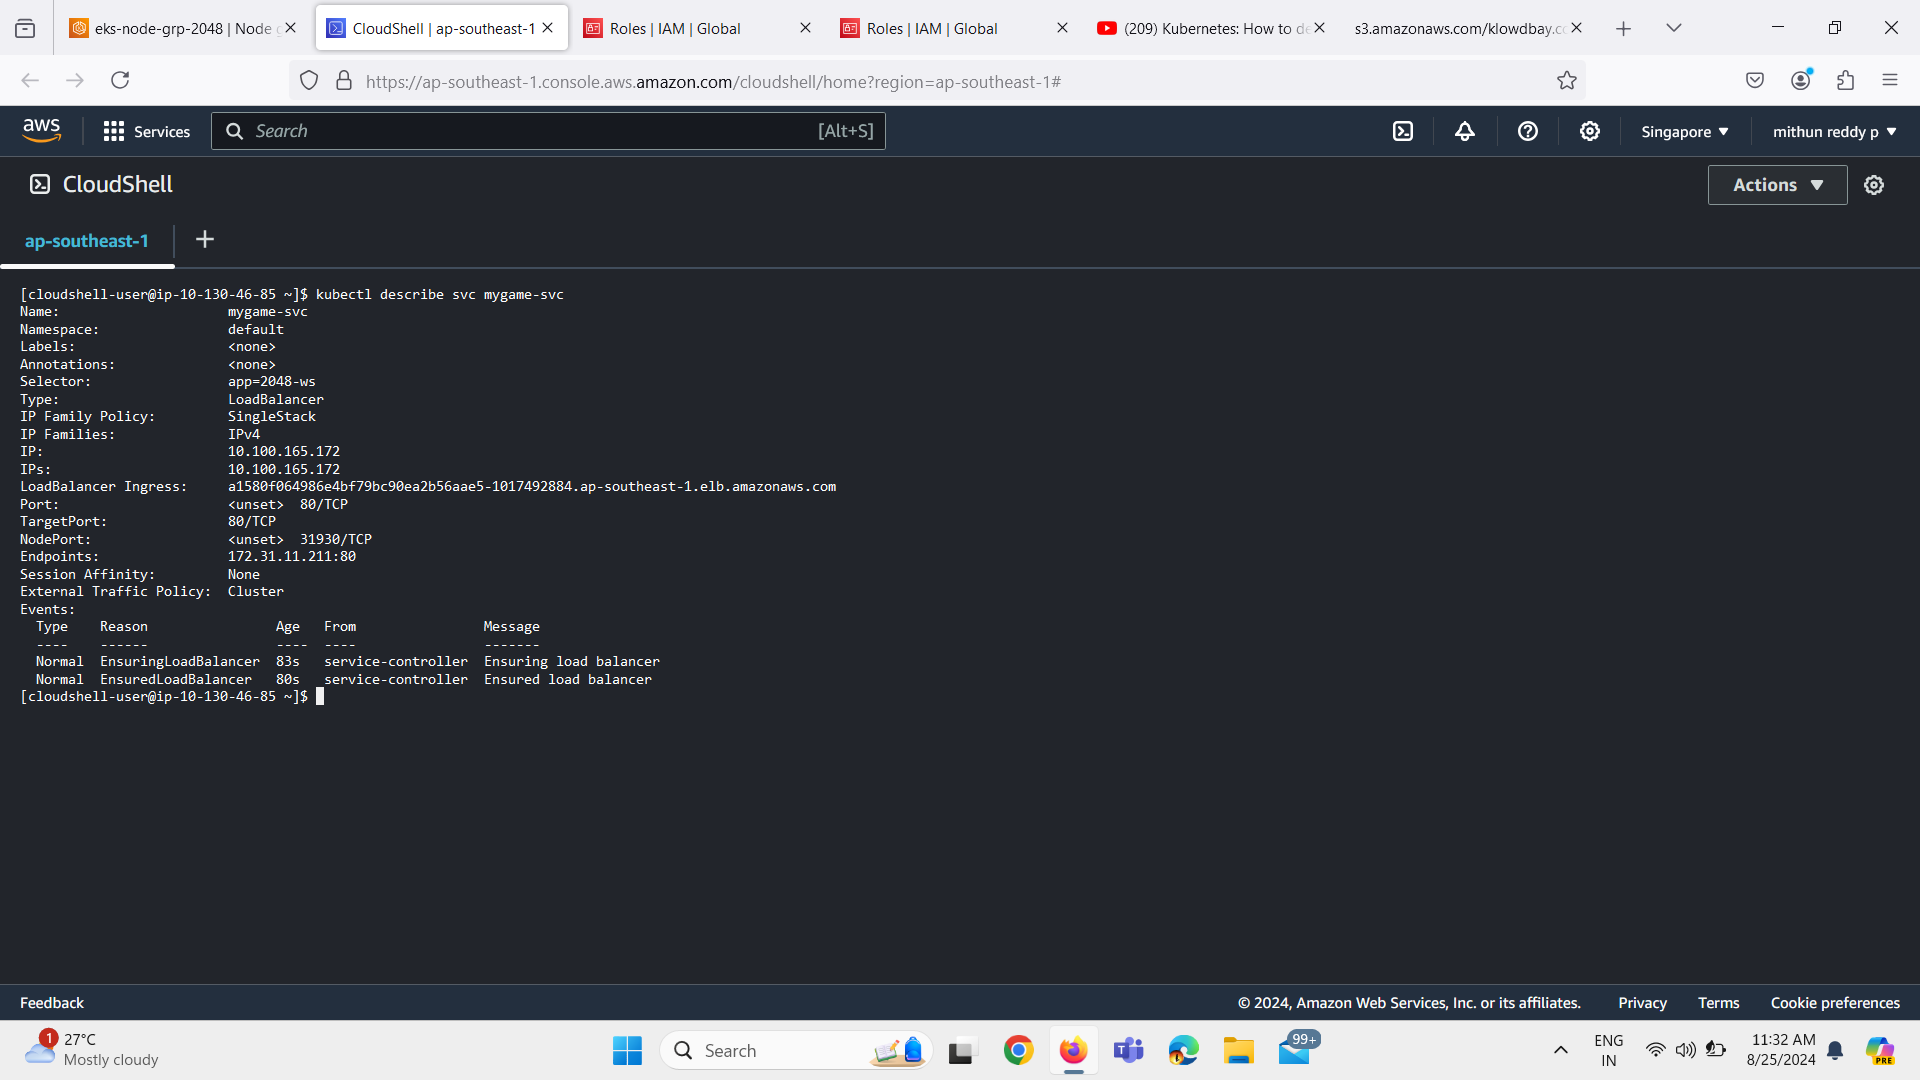 eks-node-grp-2048 | Node g
CloudShell | ap-southeast-1
Roles | IAM | Global
Roles | IAM | Global
(209) Kubernetes: How to de
s3.amazonaws.com/klowdbay.co
https://ap-southeast-1.console.aws.amazon.com/cloudshell/home?region=ap-southeast-1#
aws
Services
Search
[Alt+S]
Singapore
mithun reddy p
CloudShell
Actions
ap-southeast-1
[cloudshell-user@ip-10-130-46-85 ~]$ kubectl describe svc mygame-svc
Name: mygame-svc
Namespace: default
Labels: <none>
Annotations: <none>
Selector: app=2048-ws
Type: LoadBalancer
IP Family Policy: SingleStack
IP Families: IPv4
IP: 10.100.165.172
IPs: 10.100.165.172
LoadBalancer Ingress: a1580f064986e4bf79bc90ea2b56aae5-1017492884.ap-southeast-1.elb.amazonaws.com
Port: <unset> 80/TCP
TargetPort: 80/TCP
NodePort: <unset> 31930/TCP
Endpoints: 172.31.11.211:80
Session Affinity: None
External Traffic Policy: Cluster
Events:
Type Reason Age From Message
---- ------ ---- ---- -------
Normal EnsuringLoadBalancer 83s service-controller Ensuring load balancer
Normal EnsuredLoadBalancer 80s service-controller Ensured load balancer
[cloudshell-user@ip-10-130-46-85 ~]$
Feedback
© 2024, Amazon Web Services, Inc. or its affiliates.
Privacy
Terms
Cookie preferences
1
27°C
Mostly cloudy
Search
99+
ENG
IN
11:32 AM
8/25/2024
PRE